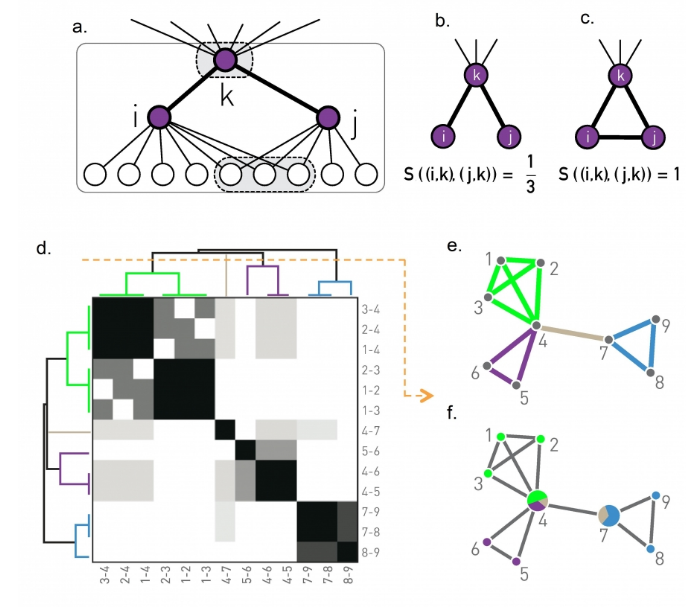 a.
k
i
j
b.
k
i
j
S ((i,k), (j,k)) = 1/3
c.
k
i
j
S ((i,k), (j,k)) = 1
d.
3-4
2-4
1-4
2-3
1-2
1-3
4-7
5-6
4-6
4-5
7-9
7-8
8-9
3-4
2-4
1-4
2-3
1-2
1-3
4-7
5-6
4-6
4-5
7-9
7-8
8-9
e.
1
2
3
4
5
6
7
8
9
f.
1
2
3
4
5
6
7
8
9